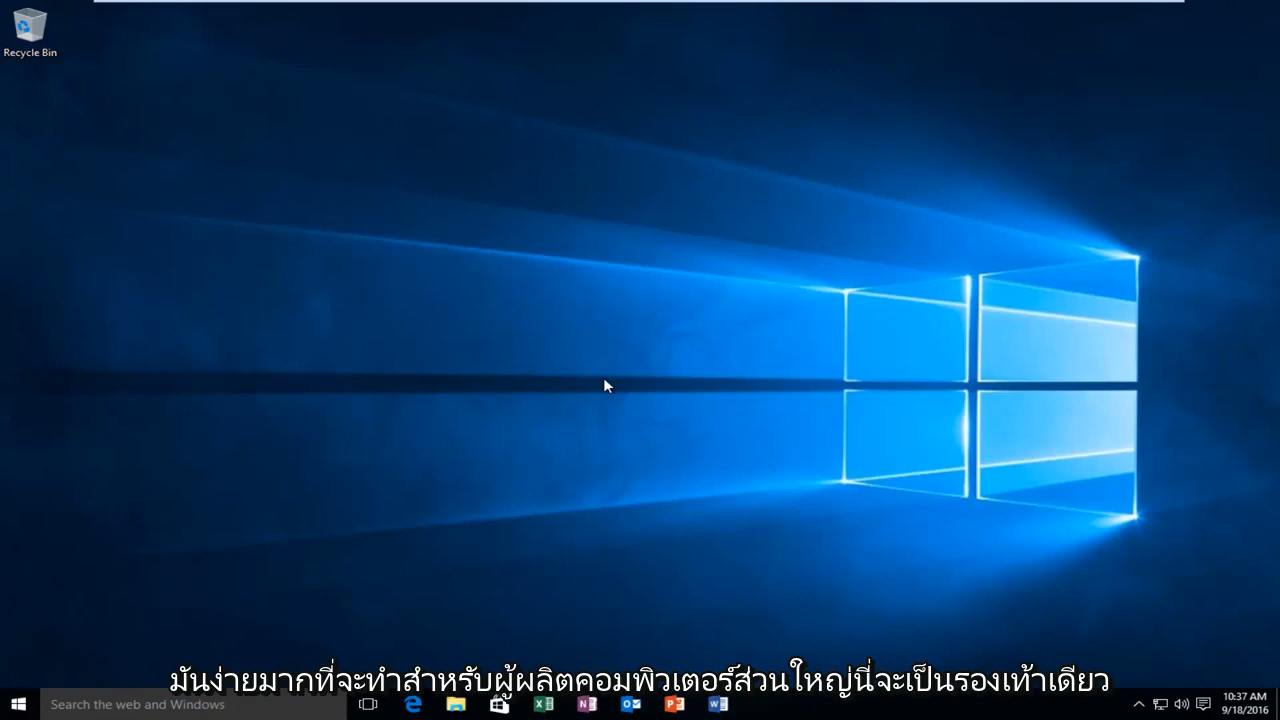 Recycle Bin
มันง่ายมากที่จะทำสำหรับผู้ผลิตคอมพิวเตอร์ส่วนใหญ่นี่จะเป็นรองเท้าเดียว
Search the web and Windows
10:37 AM
9/18/2016